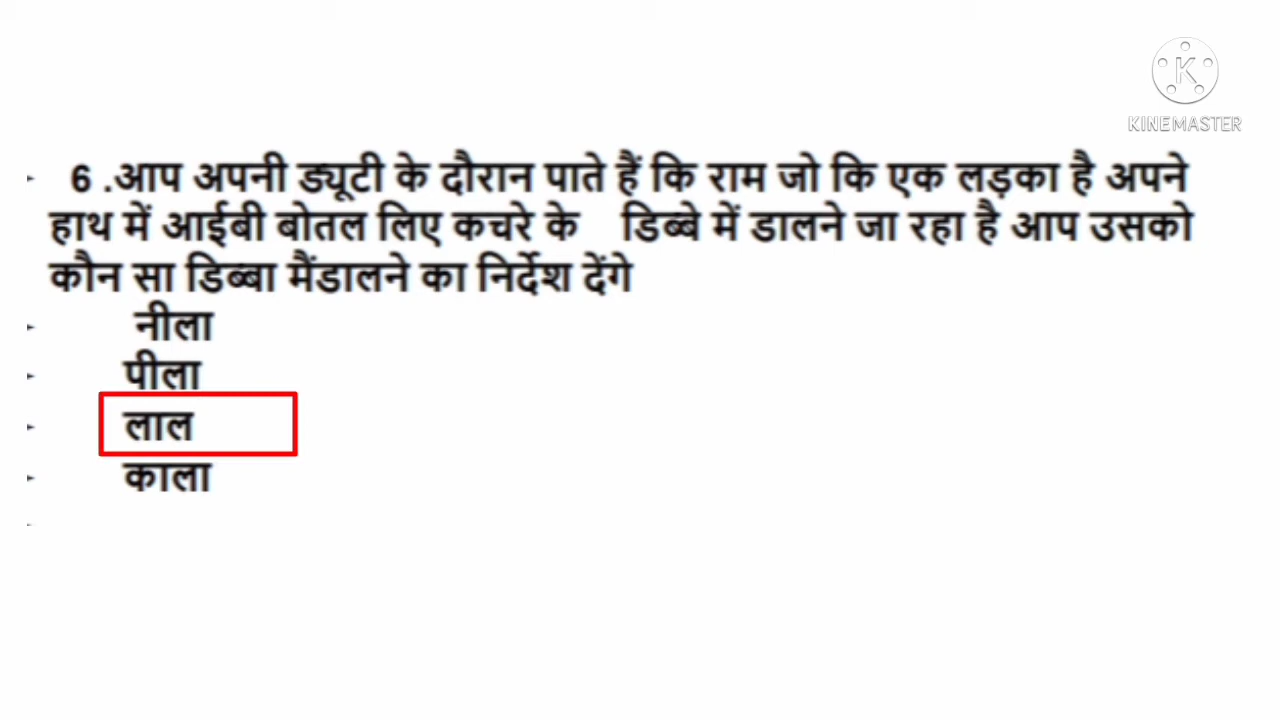 KINEMASTER
6 .आप अपनी ड्यूटी के दौरान पाते हैं कि राम जो कि एक लड़का है अपने
हाथ में आईबी बोतल लिए कचरे के डिब्बे में डालने जा रहा है आप उसको
कौन सा डिब्बा मैंडालने का निर्देश देंगे
नीला
पीला
लाल
काला